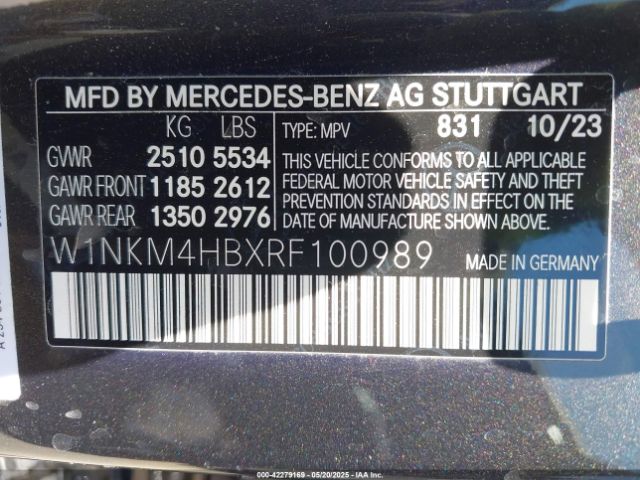 MFD BY MERCEDES-BENZ AG STUTTGART
KG LBS TYPE: MPV 831 10/23
GVWR 2510 5534
GAWR FRONT 1185 2612
GAWR REAR 1350 2976
THIS VEHICLE CONFORMS TO ALL APPLICABLE
FEDERAL MOTOR VEHICLE SAFETY AND THEFT
PREVENTION STANDARDS IN EFFECT ON THE
DATE OF MANUFACTURE SHOWN ABOVE.
W1NKM4HBXRF100989 MADE IN GERMANY
000-42279169 - 05/20/2025 - IAA Inc.